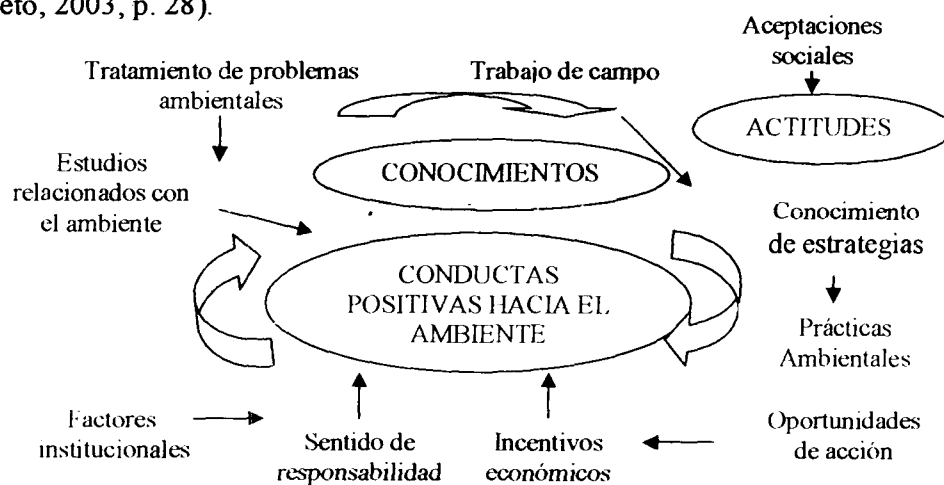 eto, 2003, p. 28).
Aceptaciones
sociales
Tratamiento de problemas
ambientales
Trabajo de campo
ACTITUDES
Estudios
relacionados con
el ambiente
CONOCIMIENTOS
Conocimiento
de estrategias
CONDUCTAS
POSITIVAS HACIA EL
AMBIENTE
Prácticas
Ambientales
Factores
institucionales
Sentido de
responsabilidad
Incentivos
económicos
Oportunidades
de acción